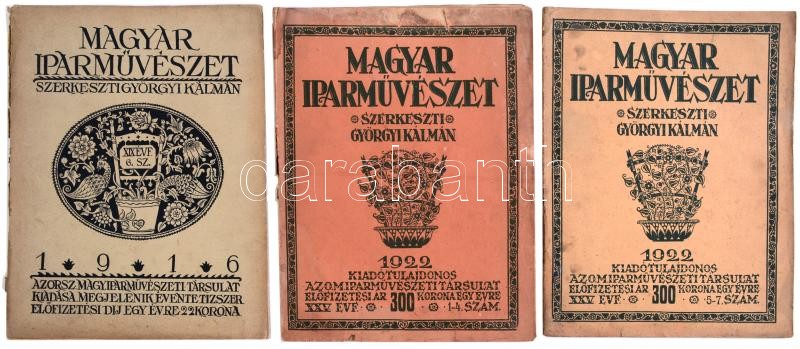 MAGYAR
IPARMŰVÉSZET
SZERKESZTI GYÖRGYI KÁLMÁN
XIX. ÉVF.
6. SZ.
1916
AZ ORSZ. MAGY. IPARMŰVÉSZETI TÁRSULAT
KIADÁSA MEGJELENIK ÉVENTE TIZSZER
ELŐFIZETÉSI DIJ EGY ÉVRE 22 KORONA
MAGYAR
IPARMŰVÉSZET
SZERKESZTI
GYÖRGYI KÁLMÁN
1922
KIADÓTULAJDONOS
AZ O.M. IPARMŰVÉSZETI TÁRSULAT
ELŐFIZETÉSI ÁR 300 KORONA EGY ÉVRE
XXV. ÉVF. 1-4. SZÁM.
MAGYAR
IPARMŰVÉSZET
SZERKESZTI
GYÖRGYI KÁLMÁN
1922
KIADÓTULAJDONOS
AZ O.M. IPARMŰVÉSZETI TÁRSULAT
ELŐFIZETÉSI ÁR 300 KORONA EGY ÉVRE
XXV. ÉVF. 5-7. SZÁM.
darabanth